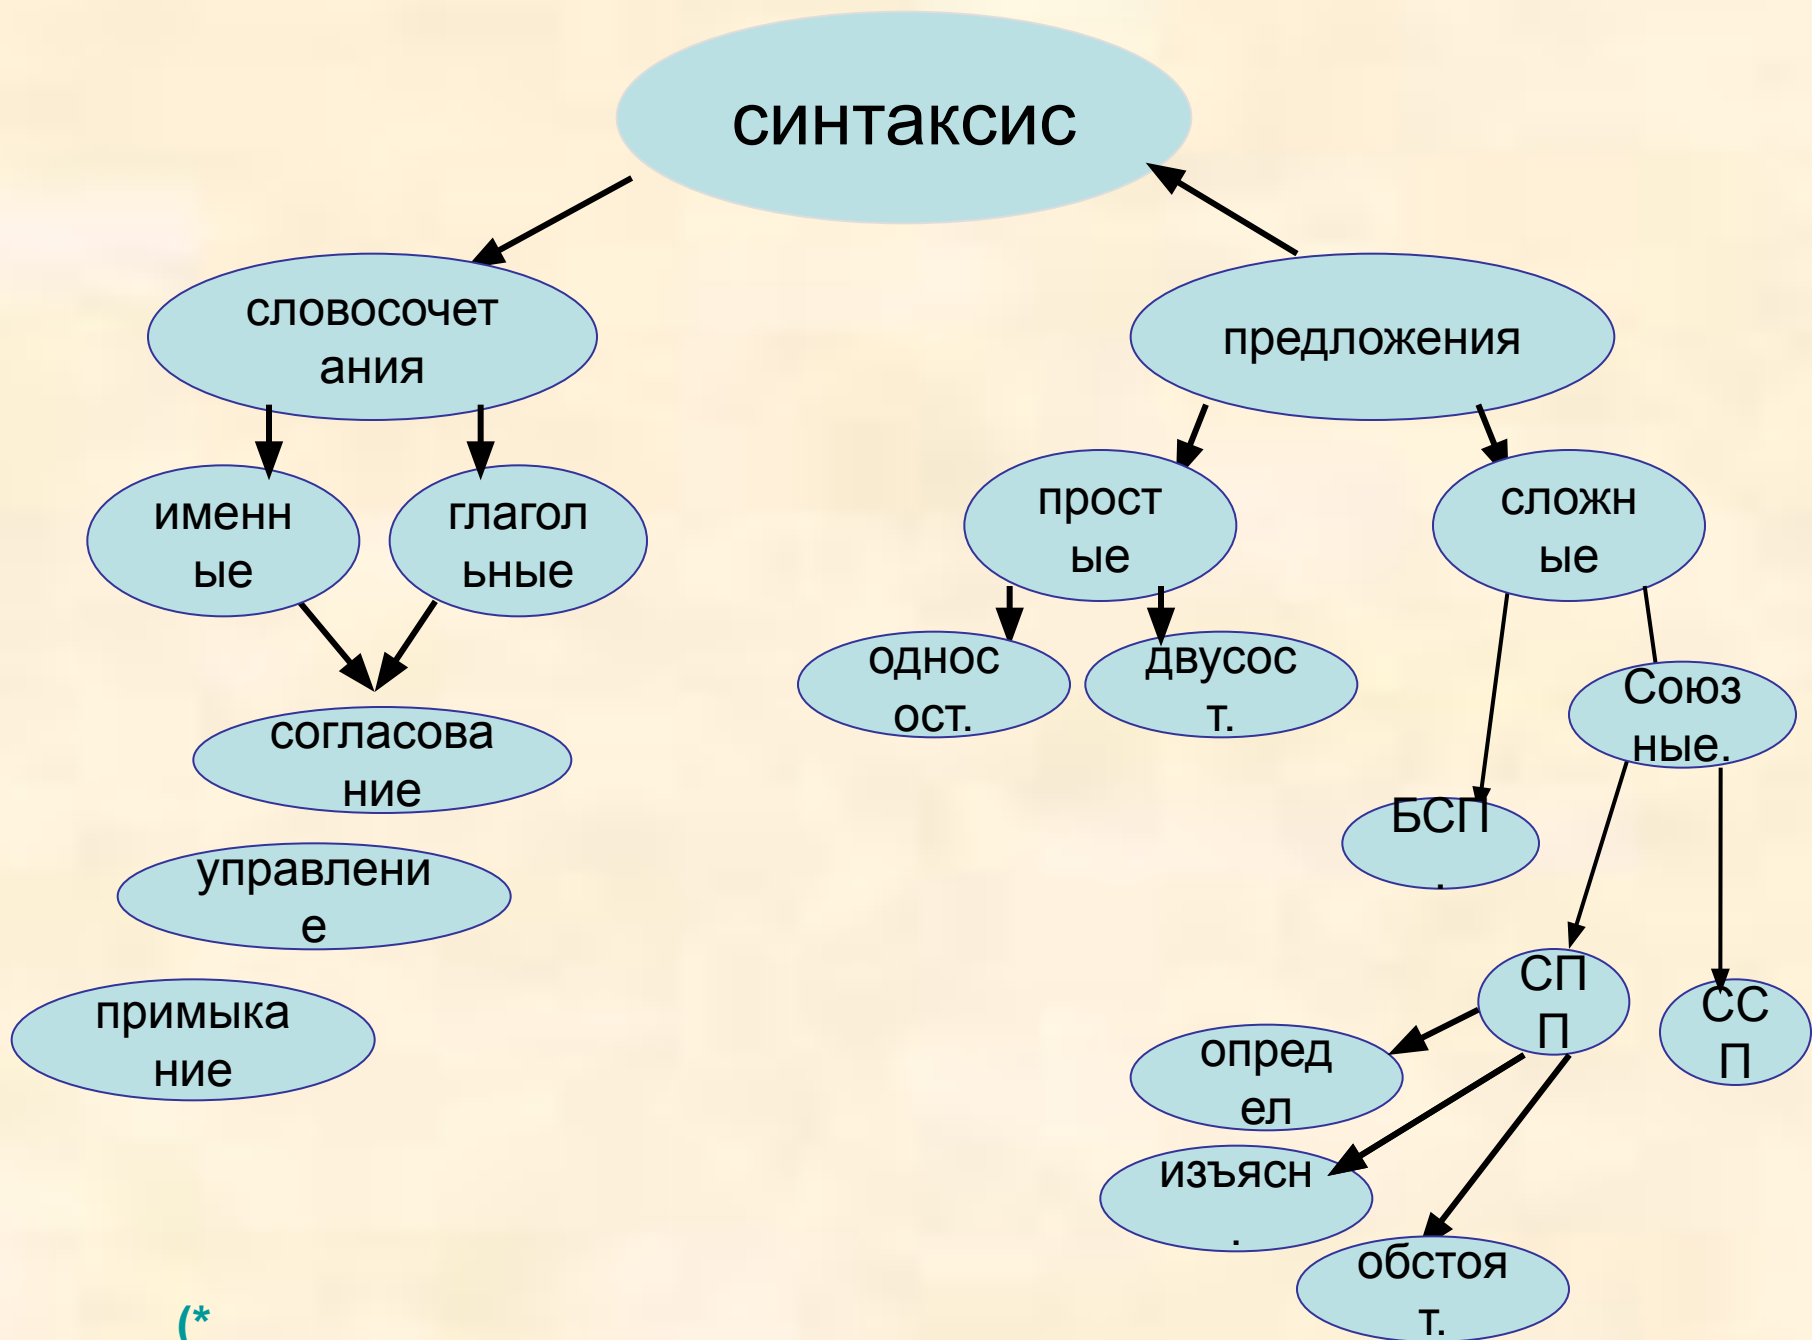 синтаксис
словосочет
ания
предложения
именн
ые
глагол
ьные
прост
ые
сложн
ые
однос
ост.
двусос
т.
Союз
ные.
согласова
ние
БСП
.
управлени
е
СП
П
СС
П
примыка
ние
опред
ел
изъясн
.
обстоя
т.
(*